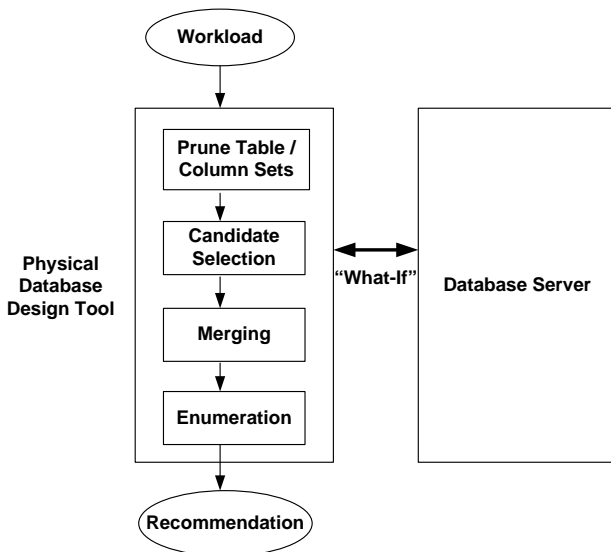 Workload
Prune Table /
Column Sets
Candidate
Selection
Merging
Enumeration
Recommendation
Physical
Database
Design Tool
“What-If”
Database Server